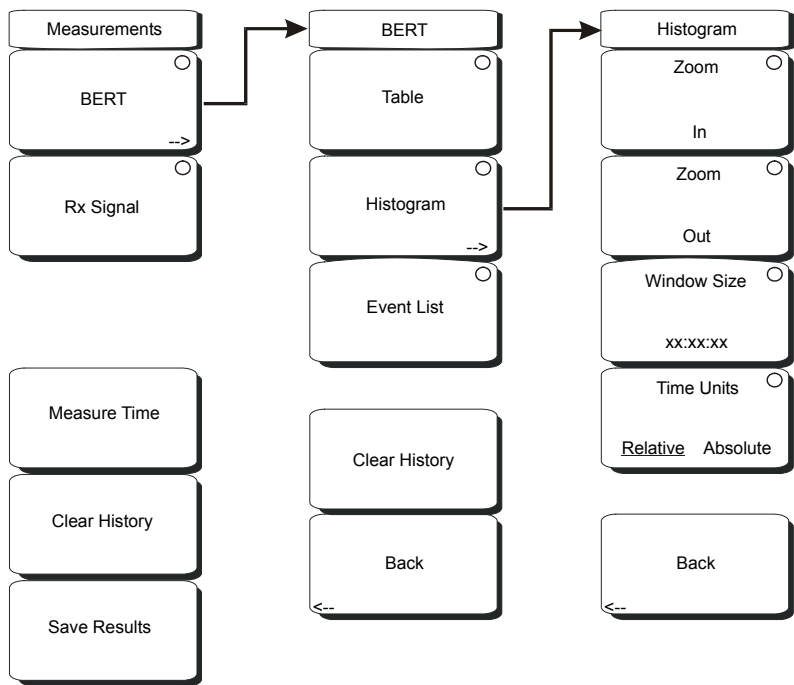 Measurements
BERT
-->
Rx Signal
Measure Time
Clear History
Save Results
BERT
Table
Histogram
-->
Event List
Clear History
Back
<--
Histogram
Zoom
In
Zoom
Out
Window Size
xx:xx:xx
Time Units
Relative Absolute
Back
<--